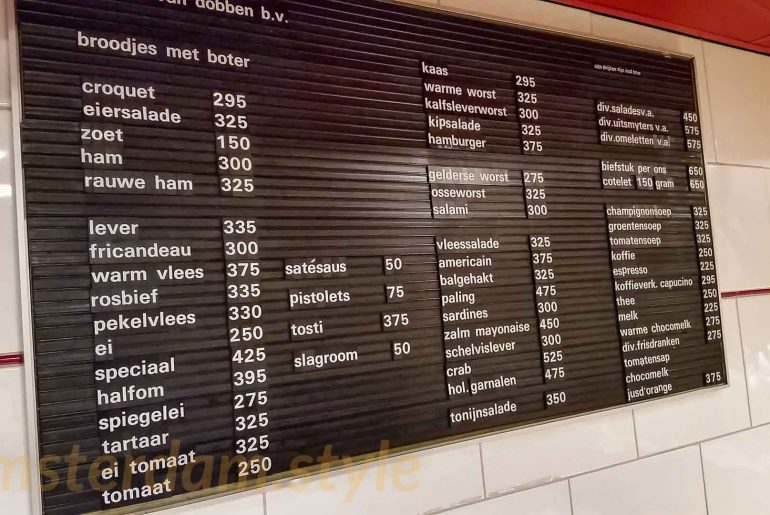 van dobben b.v.
broodjes met boter
croquet 295
eiersalade 325
zoet 150
ham 300
rauwe ham 325
lever 335
fricandeau 300
warm vlees 375
rosbief 335
pekelvlees 330
ei 250
speciaal 425
halfom 395
spiegelei 275
tartaar 325
ei tomaat 325
tomaat 250
satésaus 50
pistolets 75
tosti 375
slagroom 50
kaas 295
warme worst 325
kalfsleverworst 300
kipsalade 325
hamburger 375
gelderse worst 275
osseworst 325
salami 300
vleessalade 325
americain 375
balgehakt 325
paling 475
sardines 300
zalm mayonaise 450
schelvislever 300
crab 525
hol.garnalen 475
tonijnsalade 350
div.saladesv.a. 450
div.uitsmyters v.a. 575
div.omeletten v.a. 575
biefstuk per ons 650
cotelet 150 gram 650
champignonsoep 325
groentensoep 325
tomatensoep 325
koffie 250
espresso 225
koffieverk. capucino 295
thee 250
melk 225
warme chocomelk 275
div.frisdranken 275
tomatensap
chocomelk
jusd'orange 375
amsterdam.style